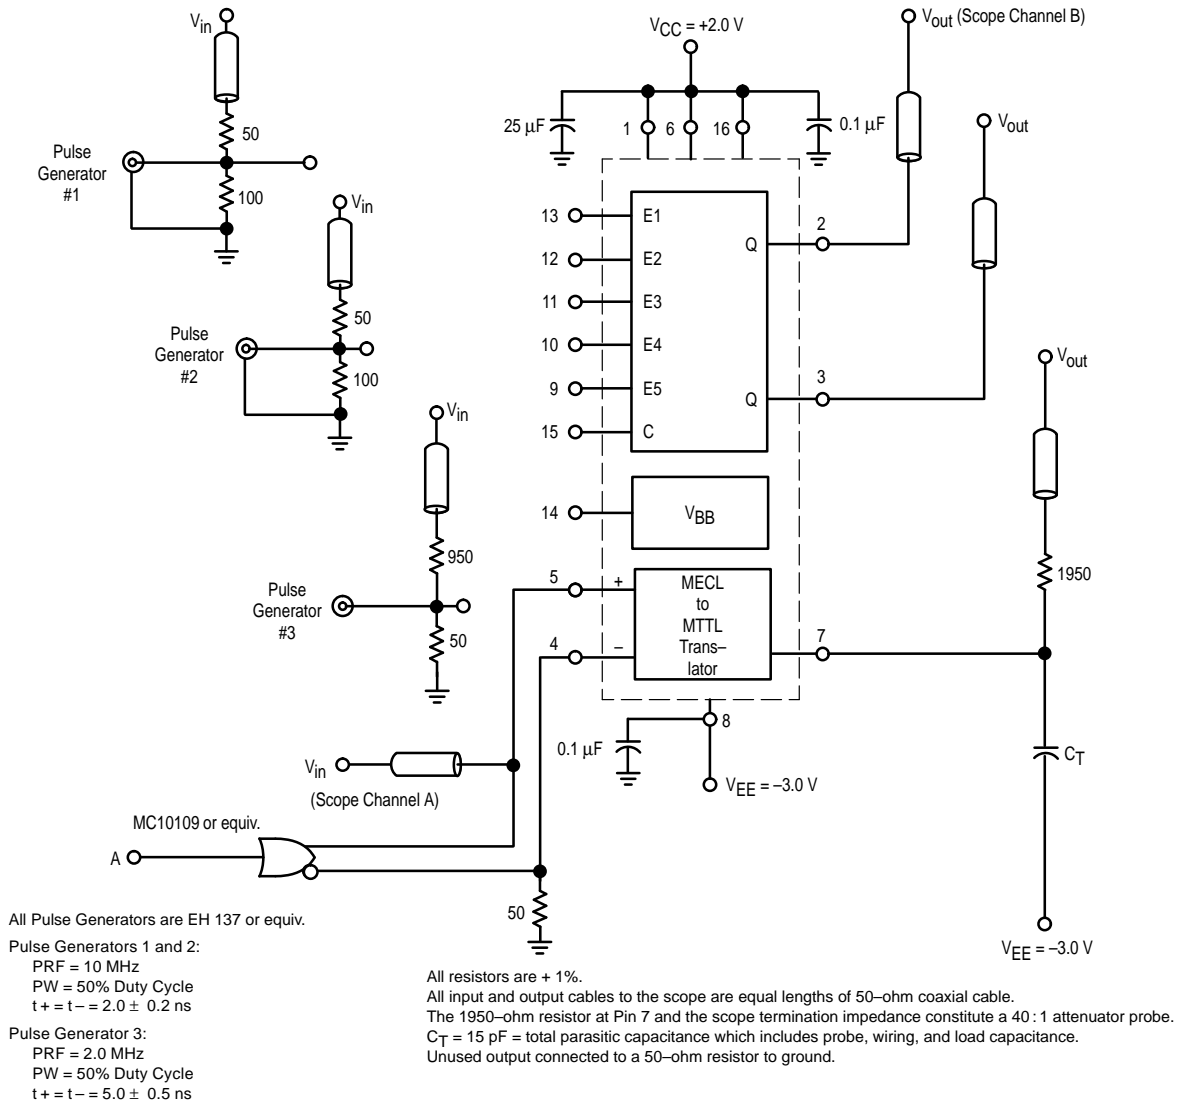 Vin
50
Pulse
Generator
#1
100
Vin
50
Pulse
Generator
#2
100
Vin
950
Pulse
Generator
#3
50
VCC = +2.0 V
25 µF
1
6
16
0.1 µF
Vout (Scope Channel B)
Vout
13
E1
12
E2
11
E3
10
E4
9
E5
15
C
Q
2
Q
3
14
VBB
5
+
4
–
MECL
to
MTTL
Trans–
lator
7
Vout
1950
CT
VEE = –3.0 V
8
0.1 µF
VEE = –3.0 V
Vin
(Scope Channel A)
MC10109 or equiv.
A
50
All Pulse Generators are EH 137 or equiv.
Pulse Generators 1 and 2:
PRF = 10 MHz
PW = 50% Duty Cycle
t + = t – = 2.0 ± 0.2 ns
Pulse Generator 3:
PRF = 2.0 MHz
PW = 50% Duty Cycle
t + = t – = 5.0 ± 0.5 ns
All resistors are + 1%.
All input and output cables to the scope are equal lengths of 50–ohm coaxial cable.
The 1950–ohm resistor at Pin 7 and the scope termination impedance constitute a 40 : 1 attenuator probe.
CT = 15 pF = total parasitic capacitance which includes probe, wiring, and load capacitance.
Unused output connected to a 50–ohm resistor to ground.